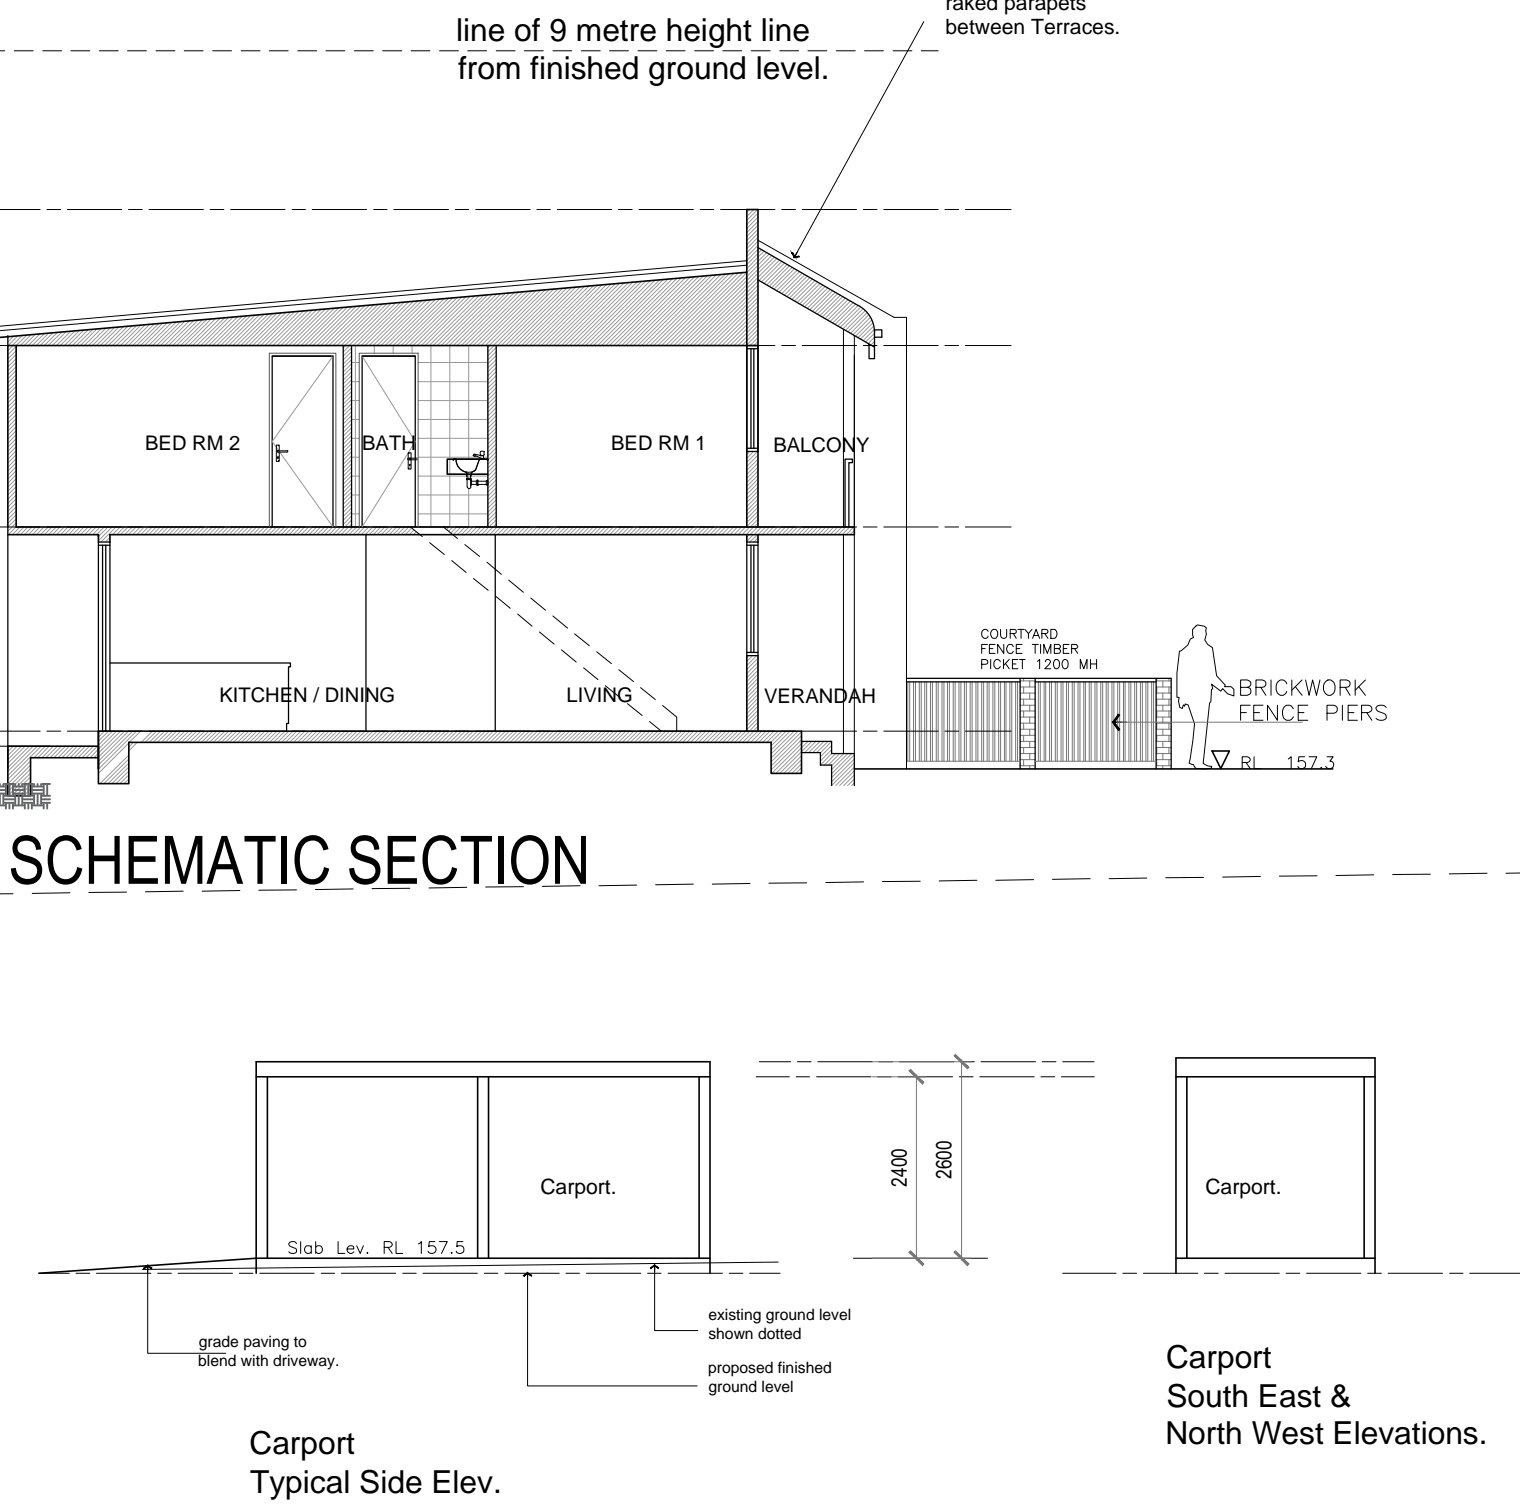 raked parapets
between Terraces.
line of 9 metre height line
from finished ground level.
BED RM 2
BATH
BED RM 1
BALCONY
KITCHEN / DINING
LIVING
VERANDAH
COURTYARD
FENCE TIMBER
PICKET 1200 MH
BRICKWORK
FENCE PIERS
RL 157.3
SCHEMATIC SECTION
Carport.
Slab Lev. RL 157.5
2400
2600
Carport.
grade paving to
blend with driveway.
existing ground level
shown dotted
proposed finished
ground level
Carport
Typical Side Elev.
Carport
South East &
North West Elevations.